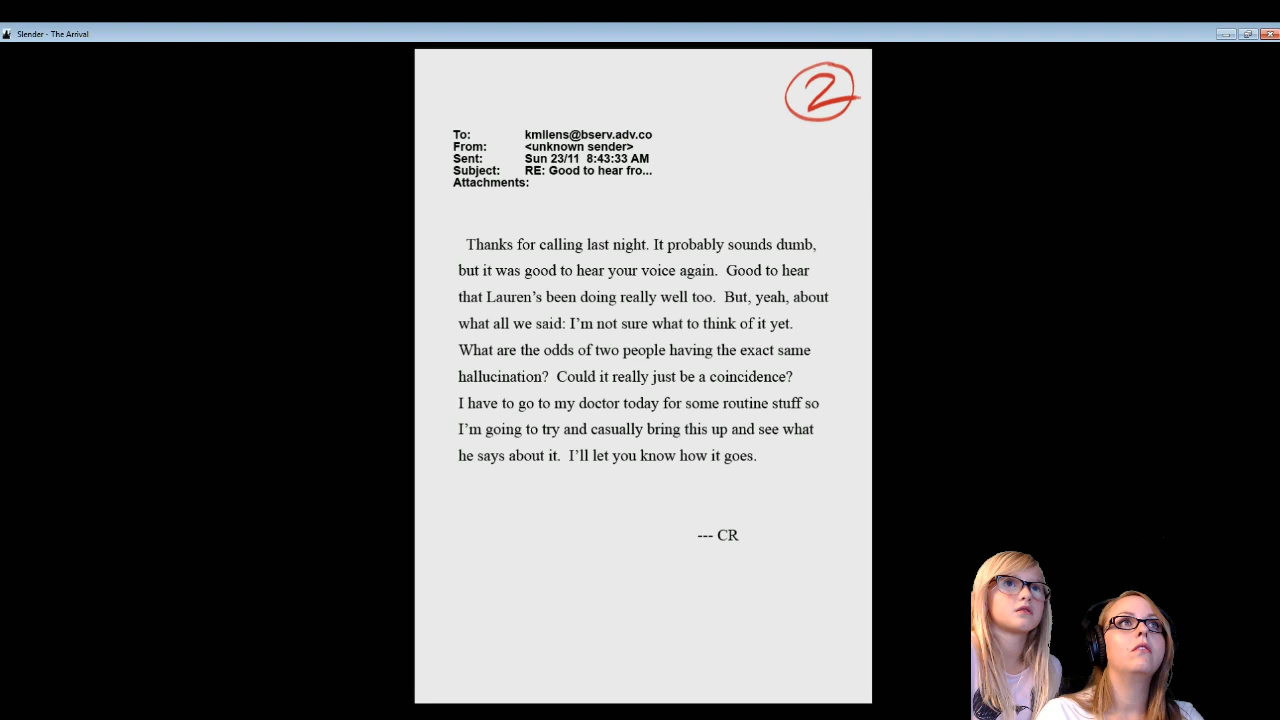 Slender - The Arrival
2
To: kmilens@bserv.adv.co
From: <unknown sender>
Sent: Sun 23/11 8:43:33 AM
Subject: RE: Good to hear fro...
Attachments:
Thanks for calling last night. It probably sounds dumb,
but it was good to hear your voice again.  Good to hear
that Lauren's been doing really well too.  But, yeah, about
what all we said: I'm not sure what to think of it yet.
What are the odds of two people having the exact same
hallucination?  Could it really just be a coincidence?
I have to go to my doctor today for some routine stuff so
I'm going to try and casually bring this up and see what
he says about it.  I'll let you know how it goes.
--- CR